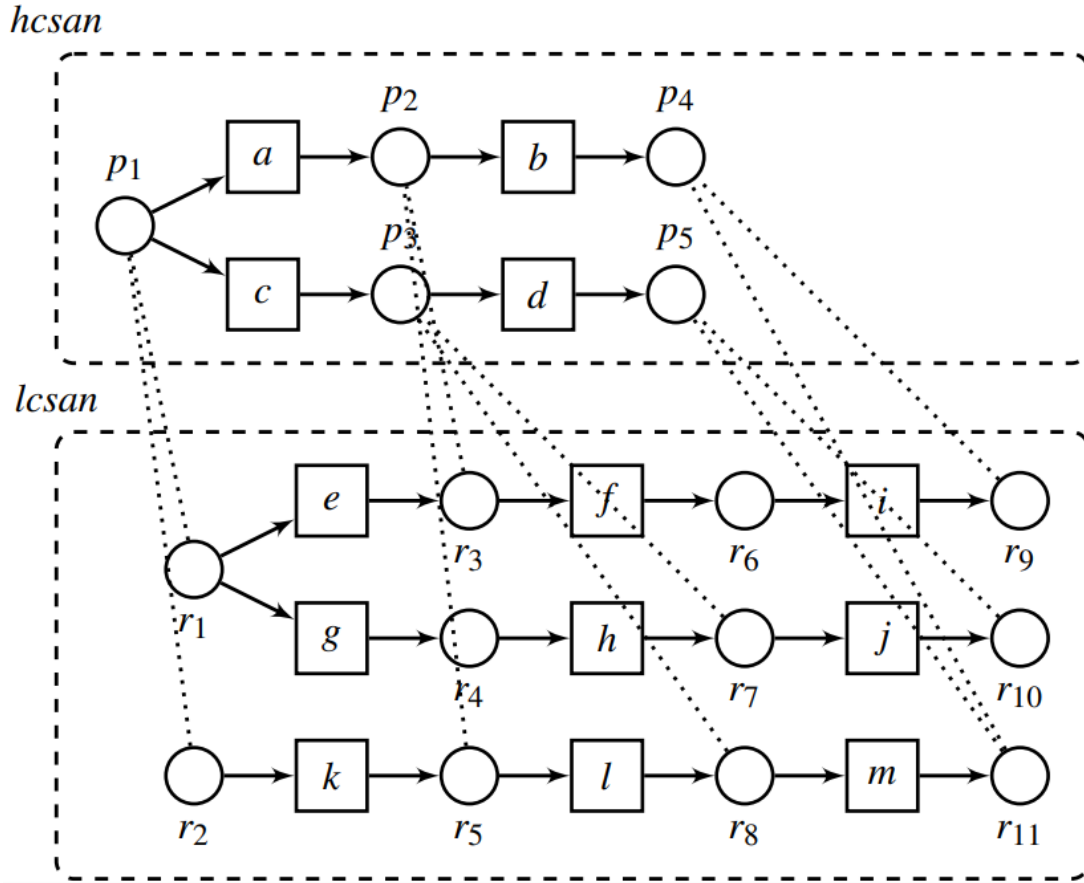 hcsan
p2 p4
p1 a b
p3 p5
c d
lcsan
e f i
r3 r6 r9
r1 g h j
r4 r7 r10
k l m
r2 r5 r8 r11